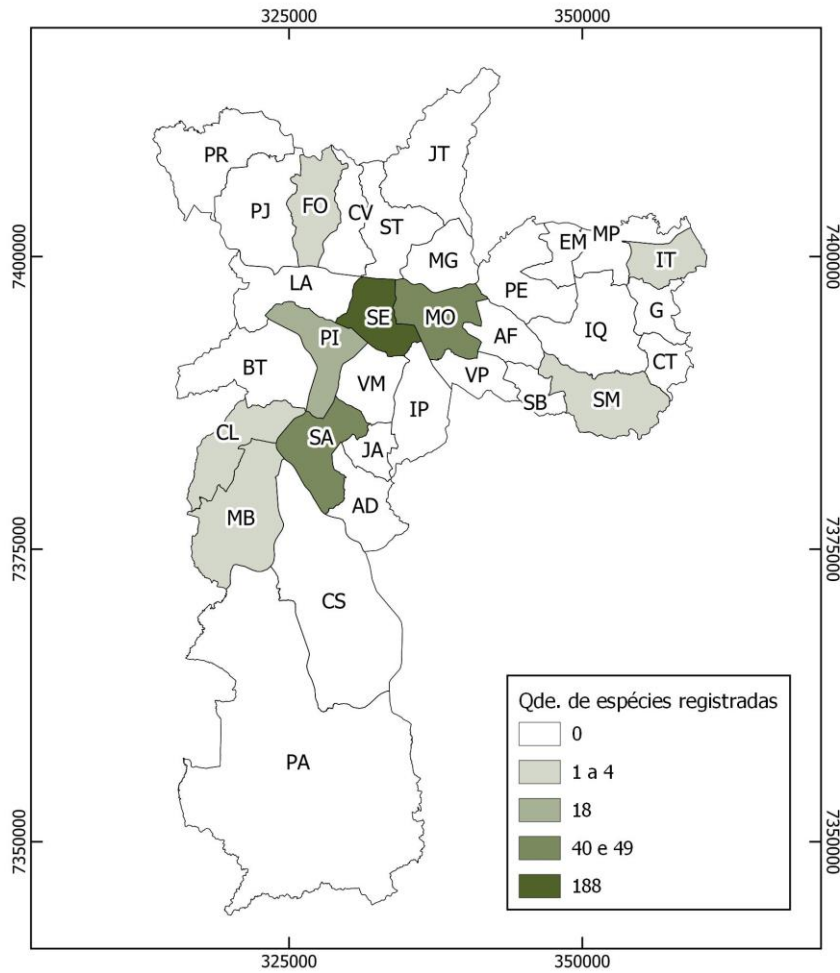 325000
350000
7400000
7400000
7375000
7375000
7350000
7350000
PR
JT
PJ
FO
CV
ST
MG
LA
EM
MP
IT
PE
SE
MO
G
AF
IQ
PI
BT
VM
VP
CT
SB
SM
IP
CL
SA
JA
MB
AD
CS
PA
Qde. de espécies registradas
0
1 a 4
18
40 e 49
188
325000
350000